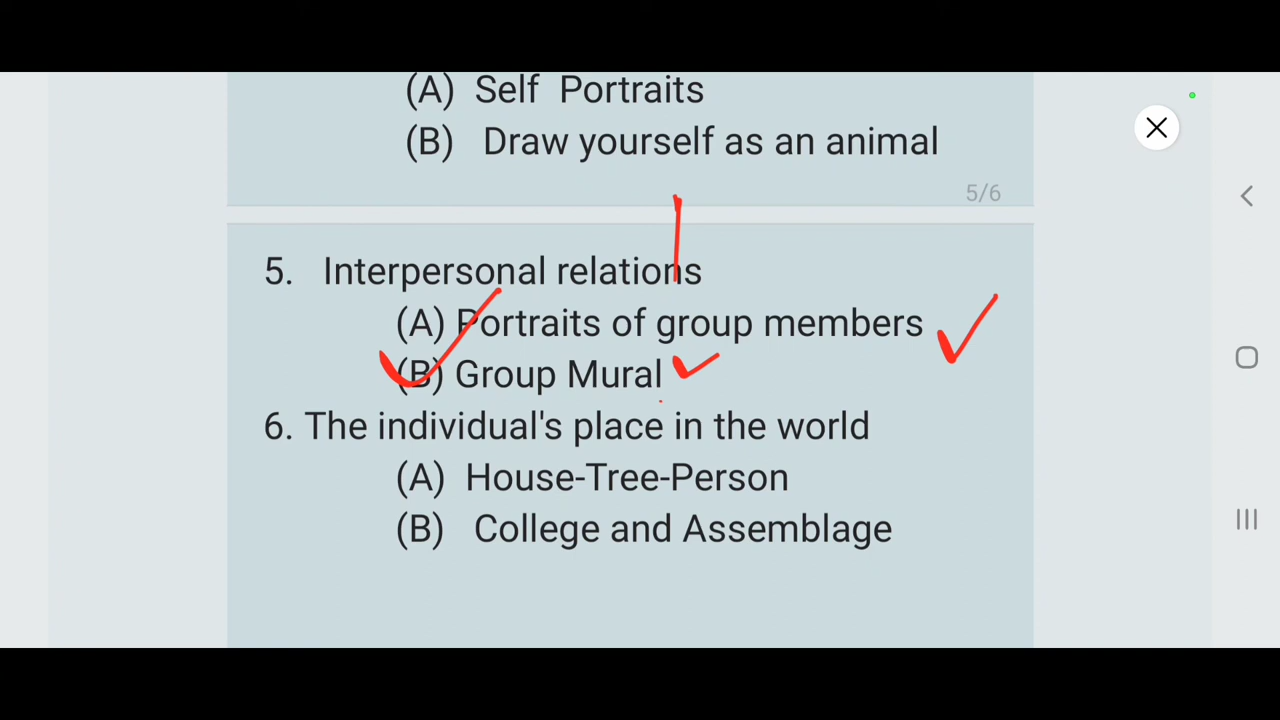 (A) Self Portraits
(B) Draw yourself as an animal
5/6
5. Interpersonal relations
(A) Portraits of group members
(B) Group Mural
6. The individual's place in the world
(A) House-Tree-Person
(B) College and Assemblage